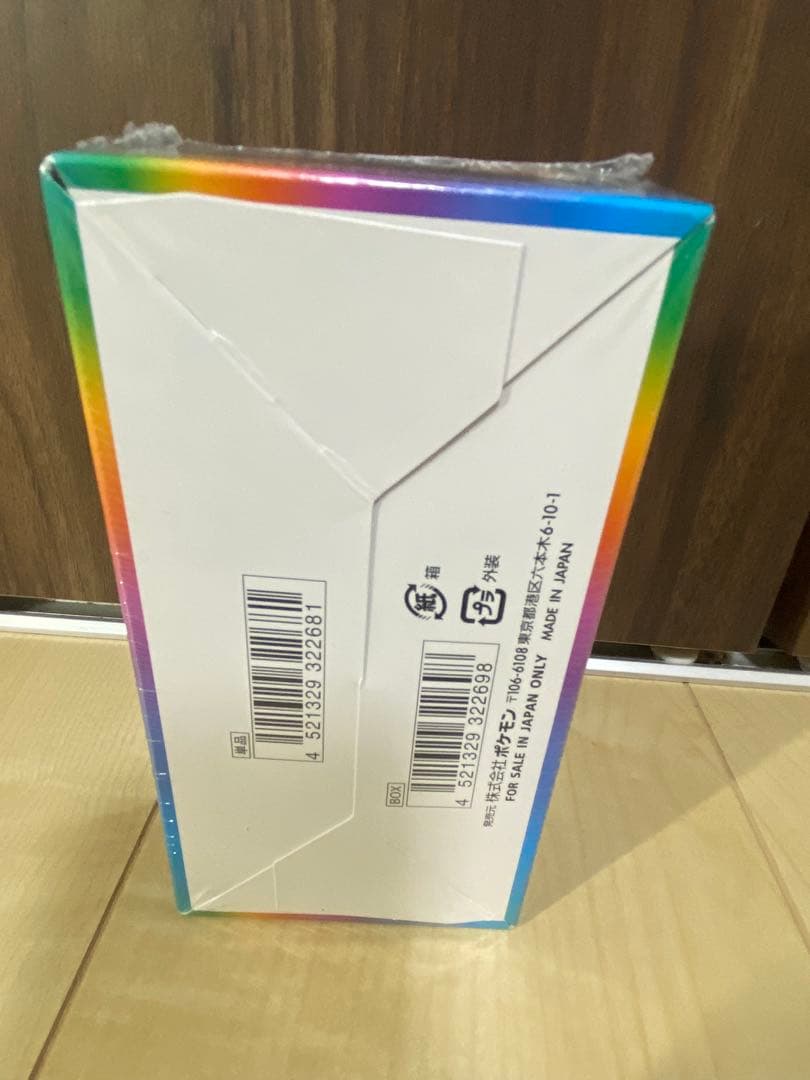 単品
4 521329 322681
BOX
4 521329 322698
紙 箱
プラ 外装
発売元 株式会社 ポケモン 〒106-6108 東京都港区六本木6-10-1
FOR SALE IN JAPAN ONLY MADE IN JAPAN